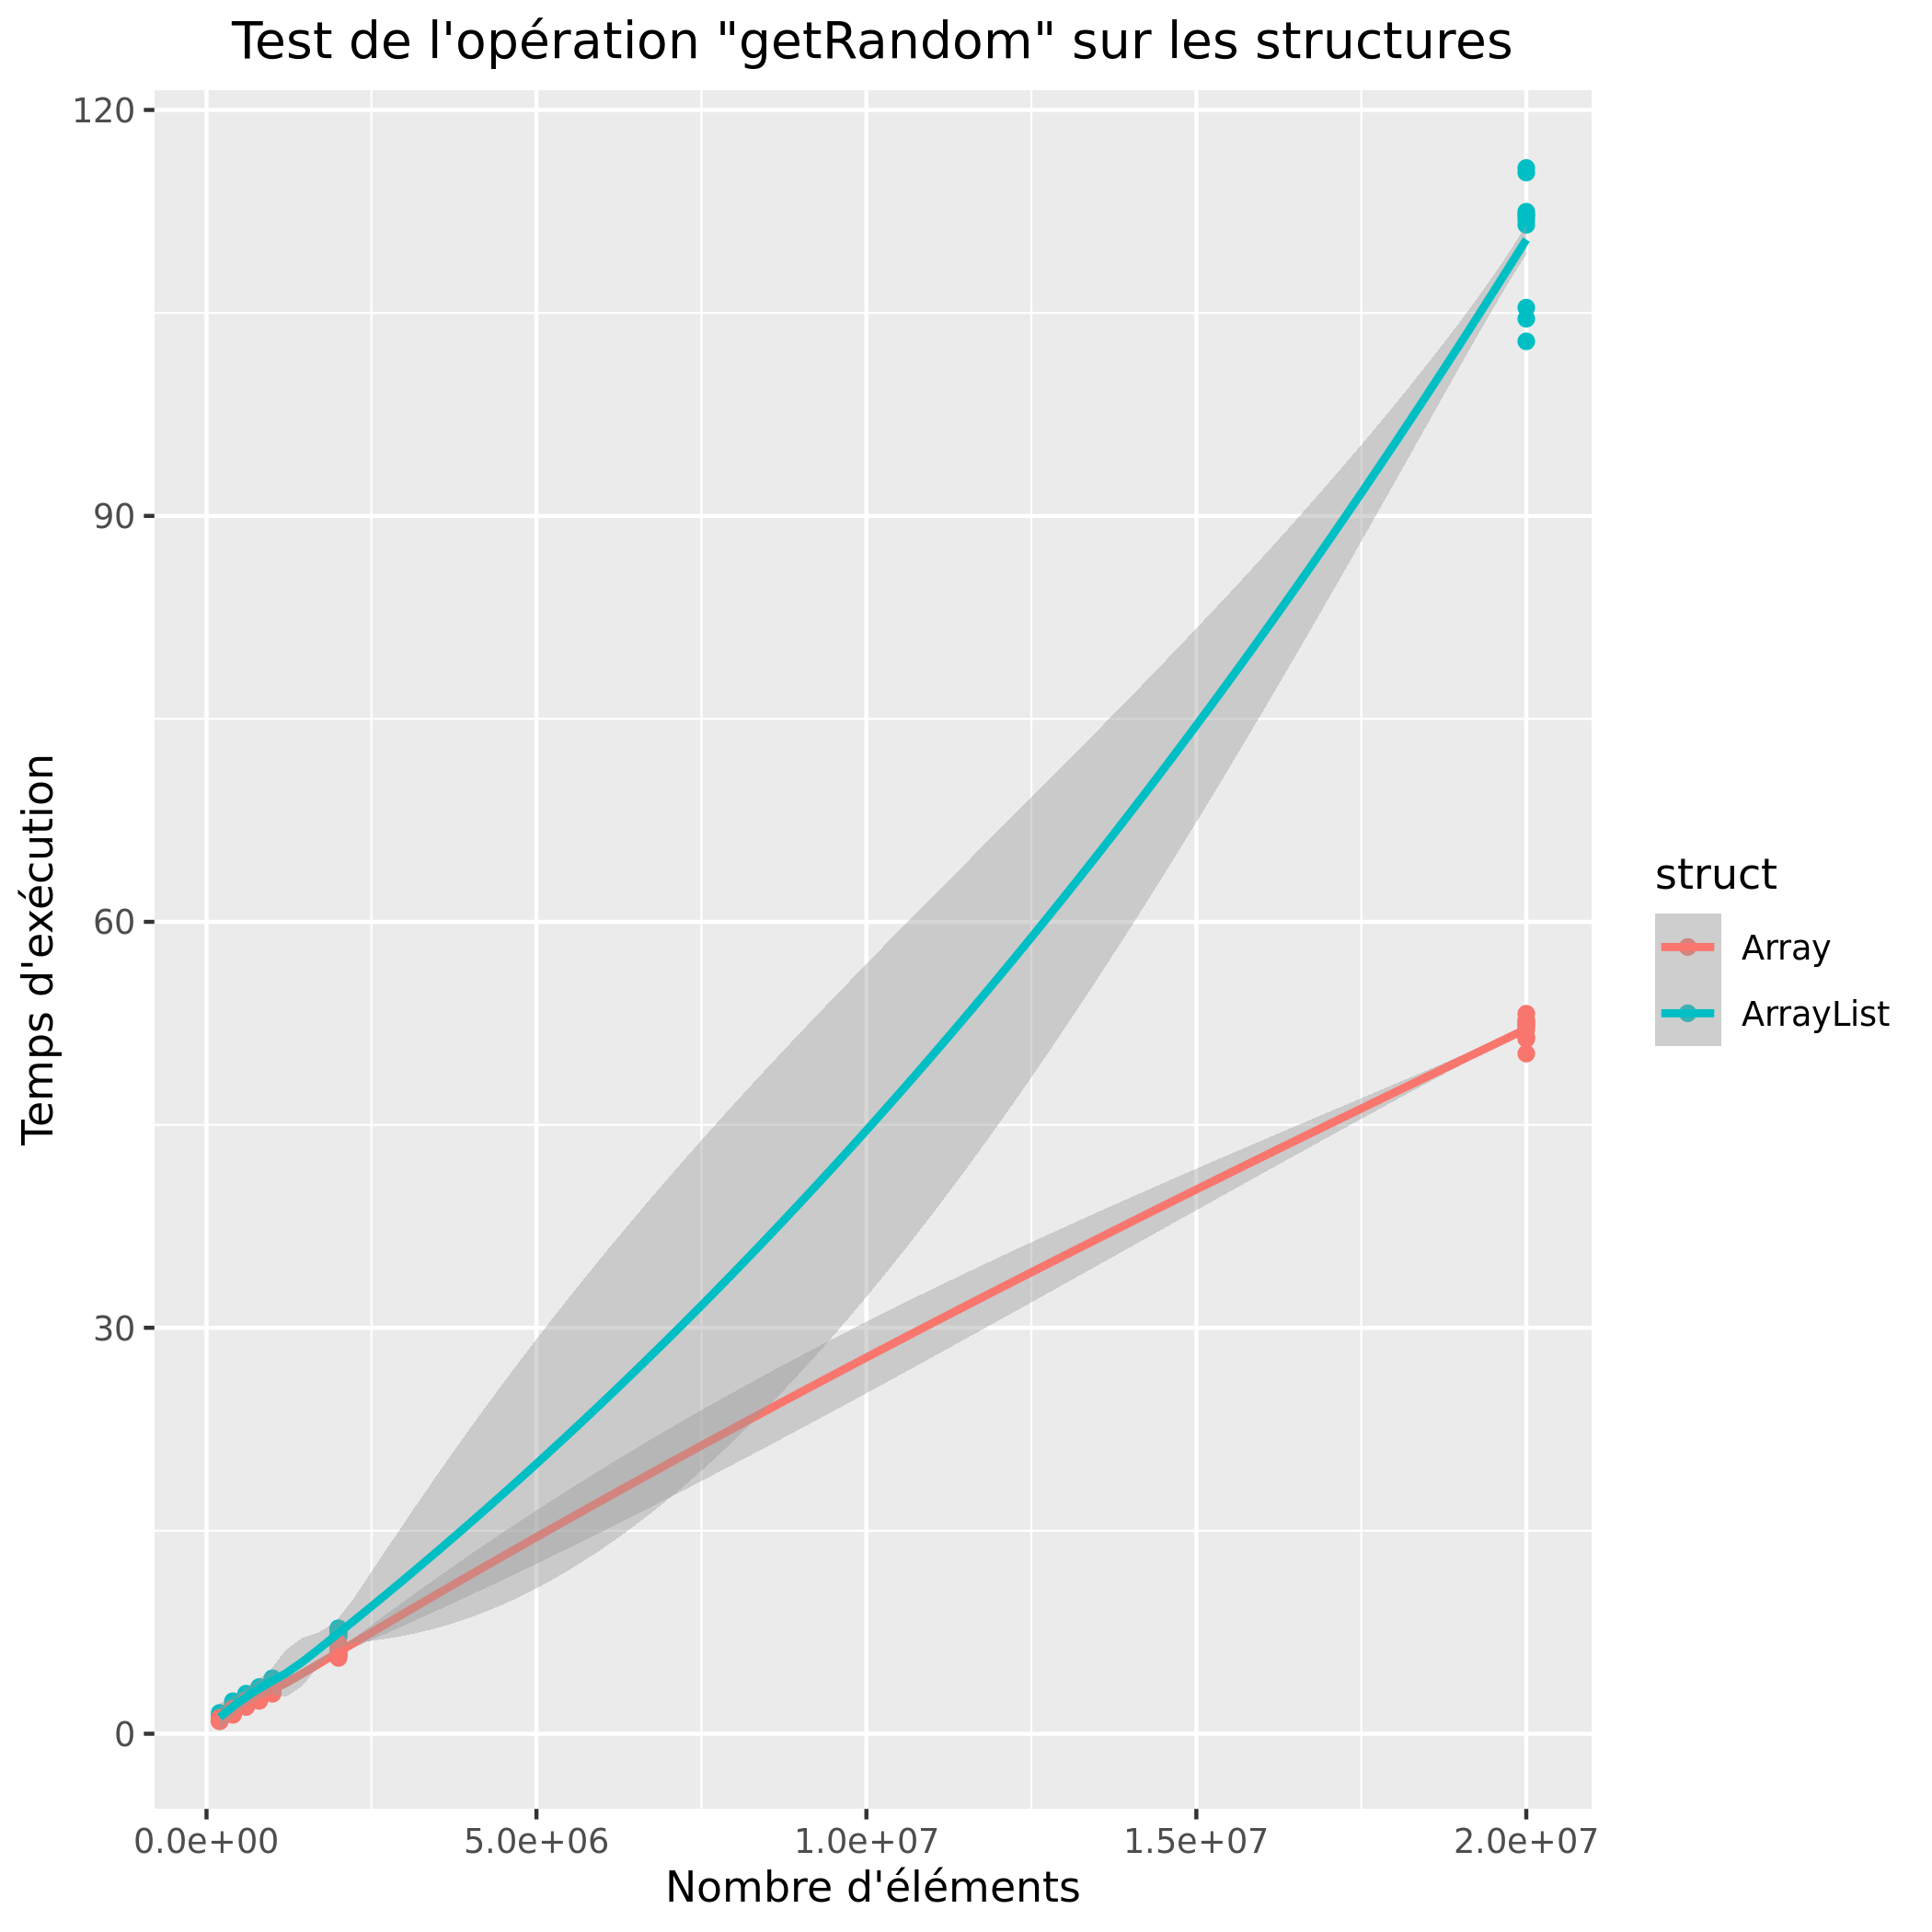 Test de l'opération "getRandom" sur les structures
120
90
60
30
0
Temps d'exécution
0.0e+00 5.0e+06 1.0e+07 1.5e+07 2.0e+07
Nombre d'éléments
struct
Array
ArrayList